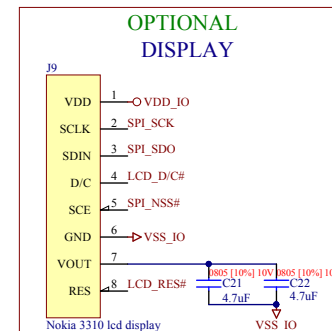 OPTIONAL
DISPLAY
J9
VDD 1 VDD_IO
SCLK 2 SPI_SCK
SDIN 3 SPI_SDO
D/C 4 LCD_D/C#
SCE 5 SPI_NSS#
GND 6 VSS_IO
VOUT 7
0805 [10%] 10V 0805 [10%] 10
C21 C22
4.7uF 4.7uF
RES 8 LCD_RES#
Nokia 3310 lcd display
VSS_IO